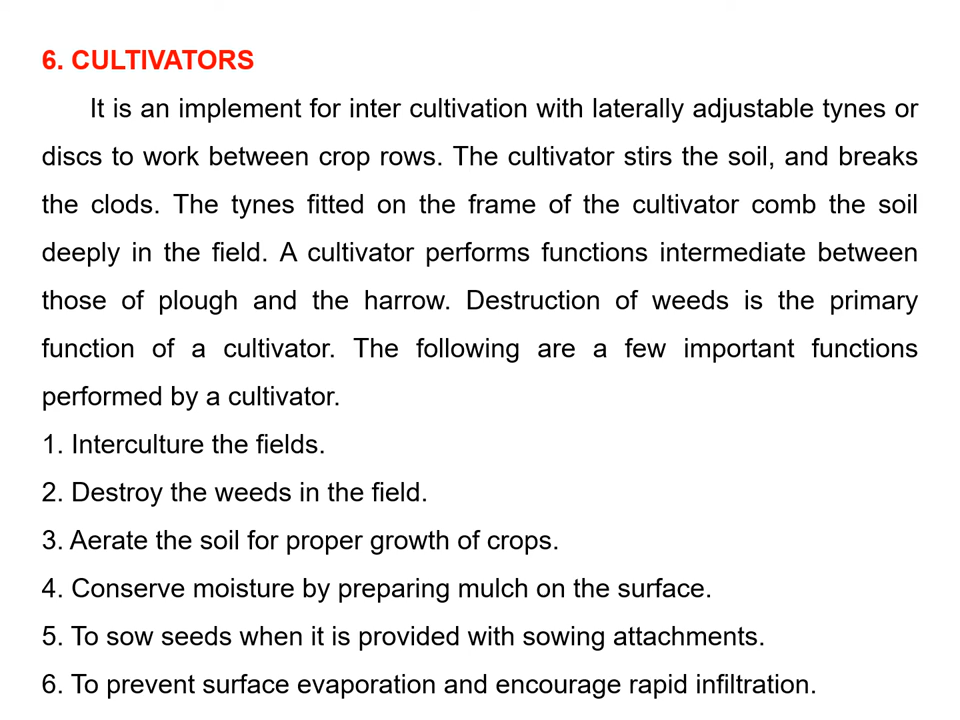 6. CULTIVATORS
It is an implement for inter cultivation with laterally adjustable tynes or
discs to work between crop rows. The cultivator stirs the soil, and breaks
the clods. The tynes fitted on the frame of the cultivator comb the soil
deeply in the field. A cultivator performs functions intermediate between
those of plough and the harrow. Destruction of weeds is the primary
function of a cultivator. The following are a few important functions
performed by a cultivator.
1. Interculture the fields.
2. Destroy the weeds in the field.
3. Aerate the soil for proper growth of crops.
4. Conserve moisture by preparing mulch on the surface.
5. To sow seeds when it is provided with sowing attachments.
6. To prevent surface evaporation and encourage rapid infiltration.